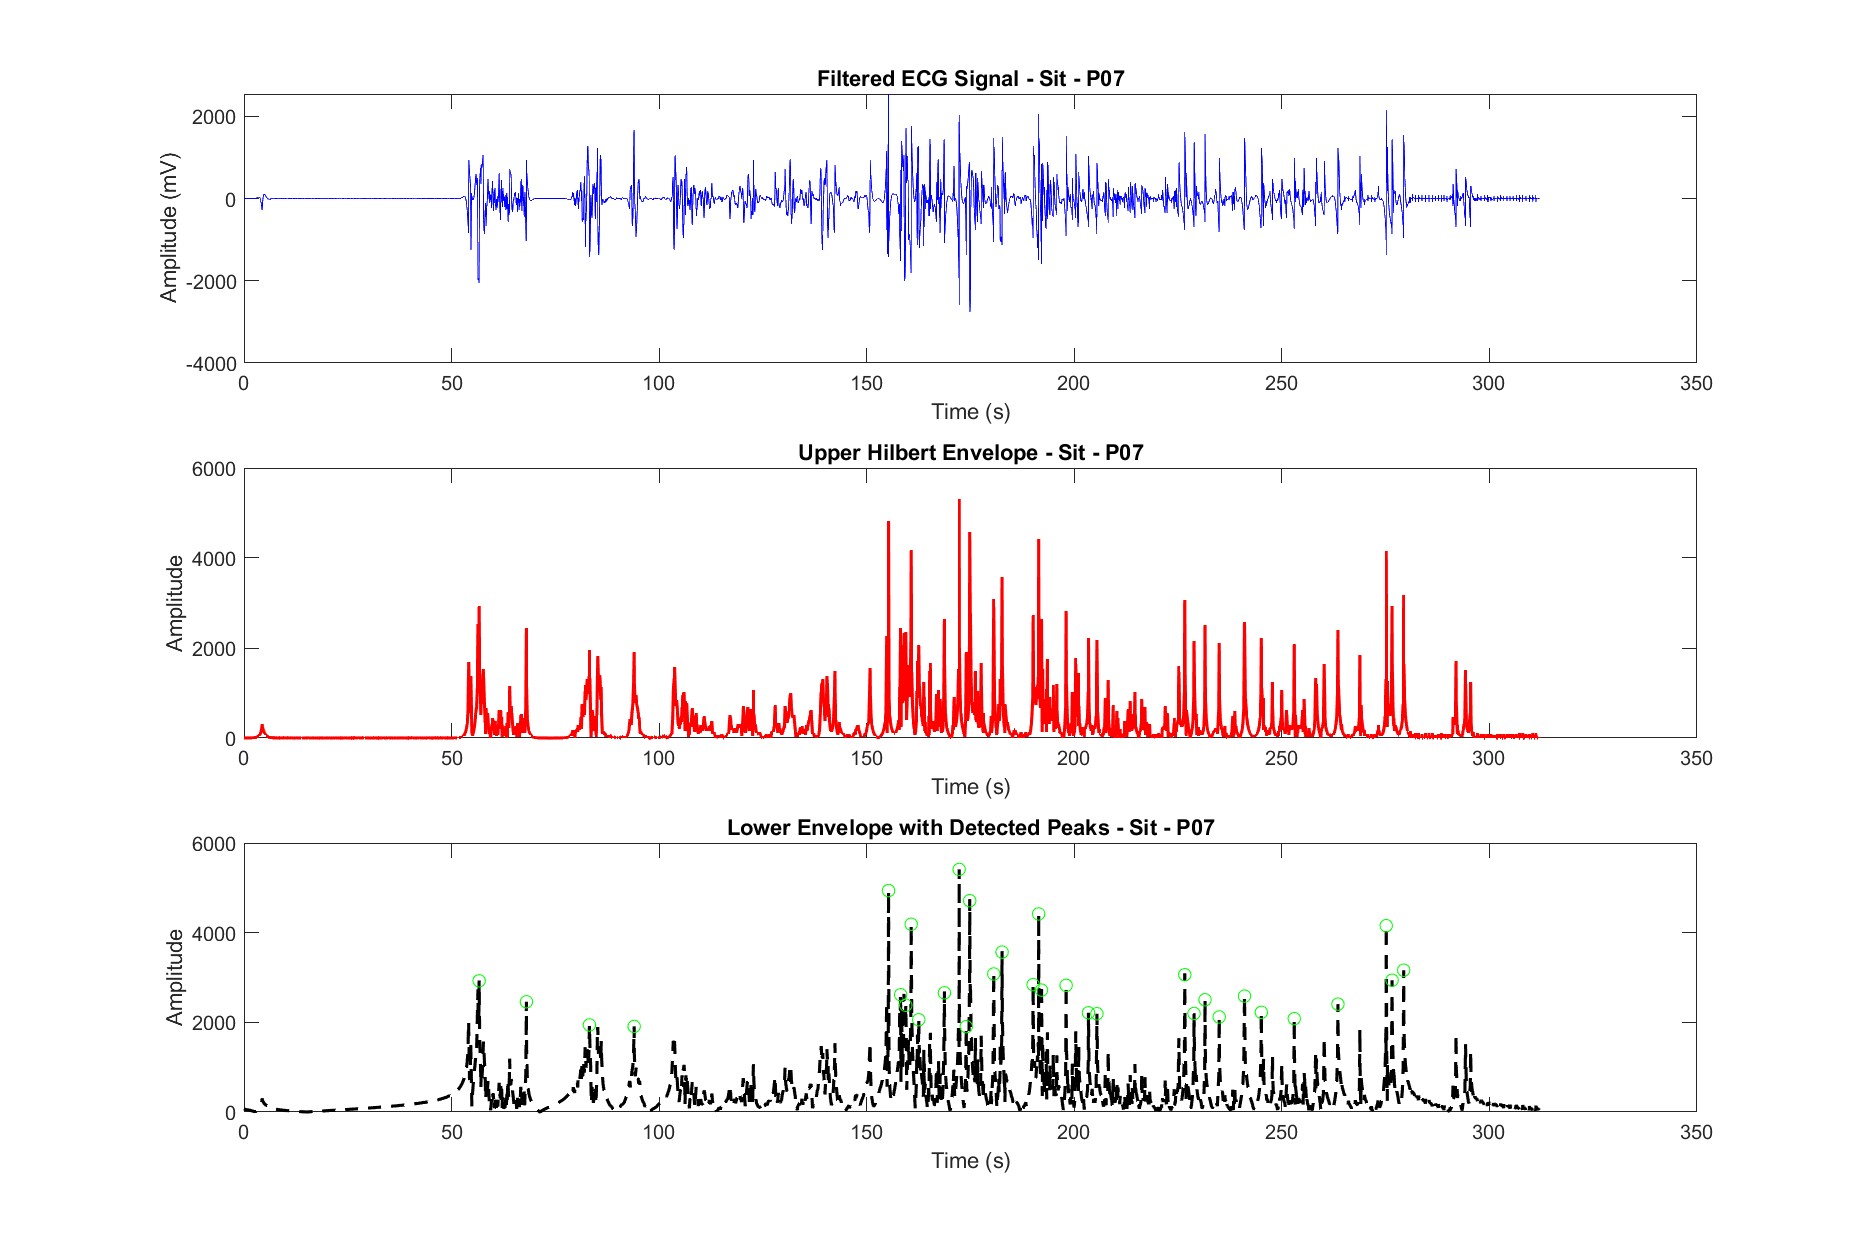 Filtered ECG Signal - Sit - P07
2000
0
-2000
-4000
Amplitude (mV)
0 50 100 150 200 250 300 350
Time (s)
Upper Hilbert Envelope - Sit - P07
6000
4000
2000
0
Amplitude
0 50 100 150 200 250 300 350
Time (s)
Lower Envelope with Detected Peaks - Sit - P07
6000
4000
2000
0
Amplitude
0 50 100 150 200 250 300 350
Time (s)